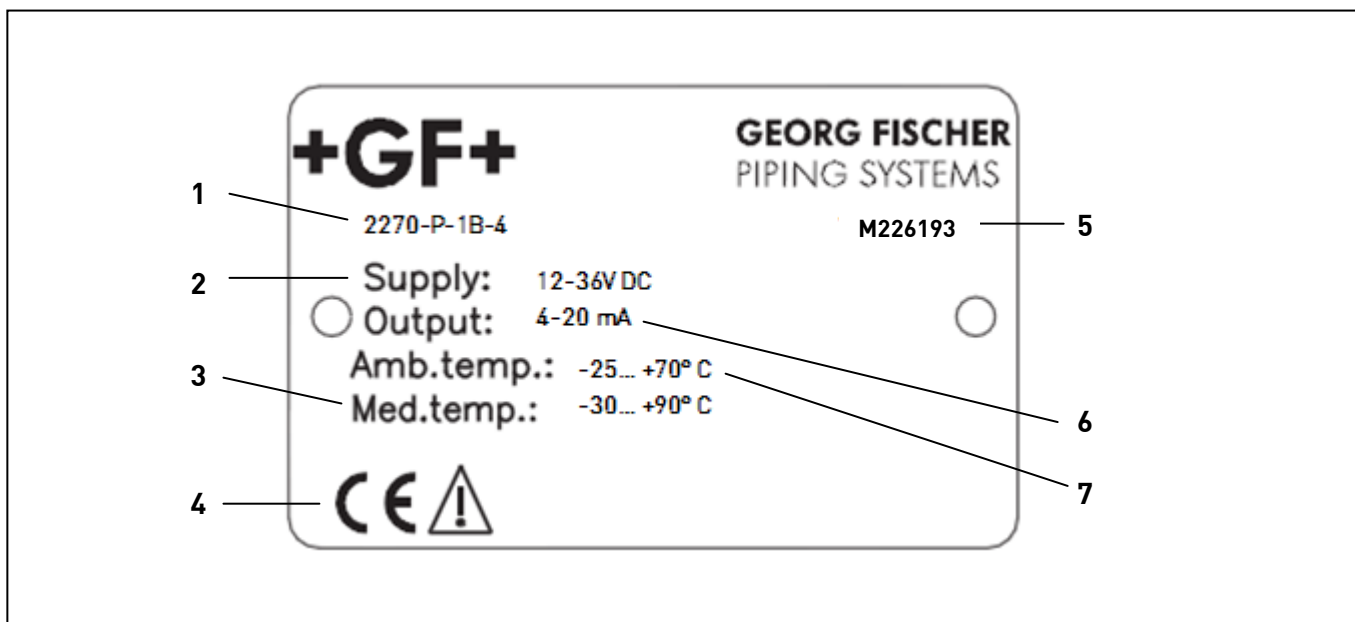 +GF+
GEORG FISCHER
PIPING SYSTEMS
1
2270-P-1B-4
M226193
5
2
Supply: 12-36V DC
Output: 4-20 mA
3
Amb.temp.: -25... +70° C
Med.temp.: -30... +90° C
6
4
CE
7